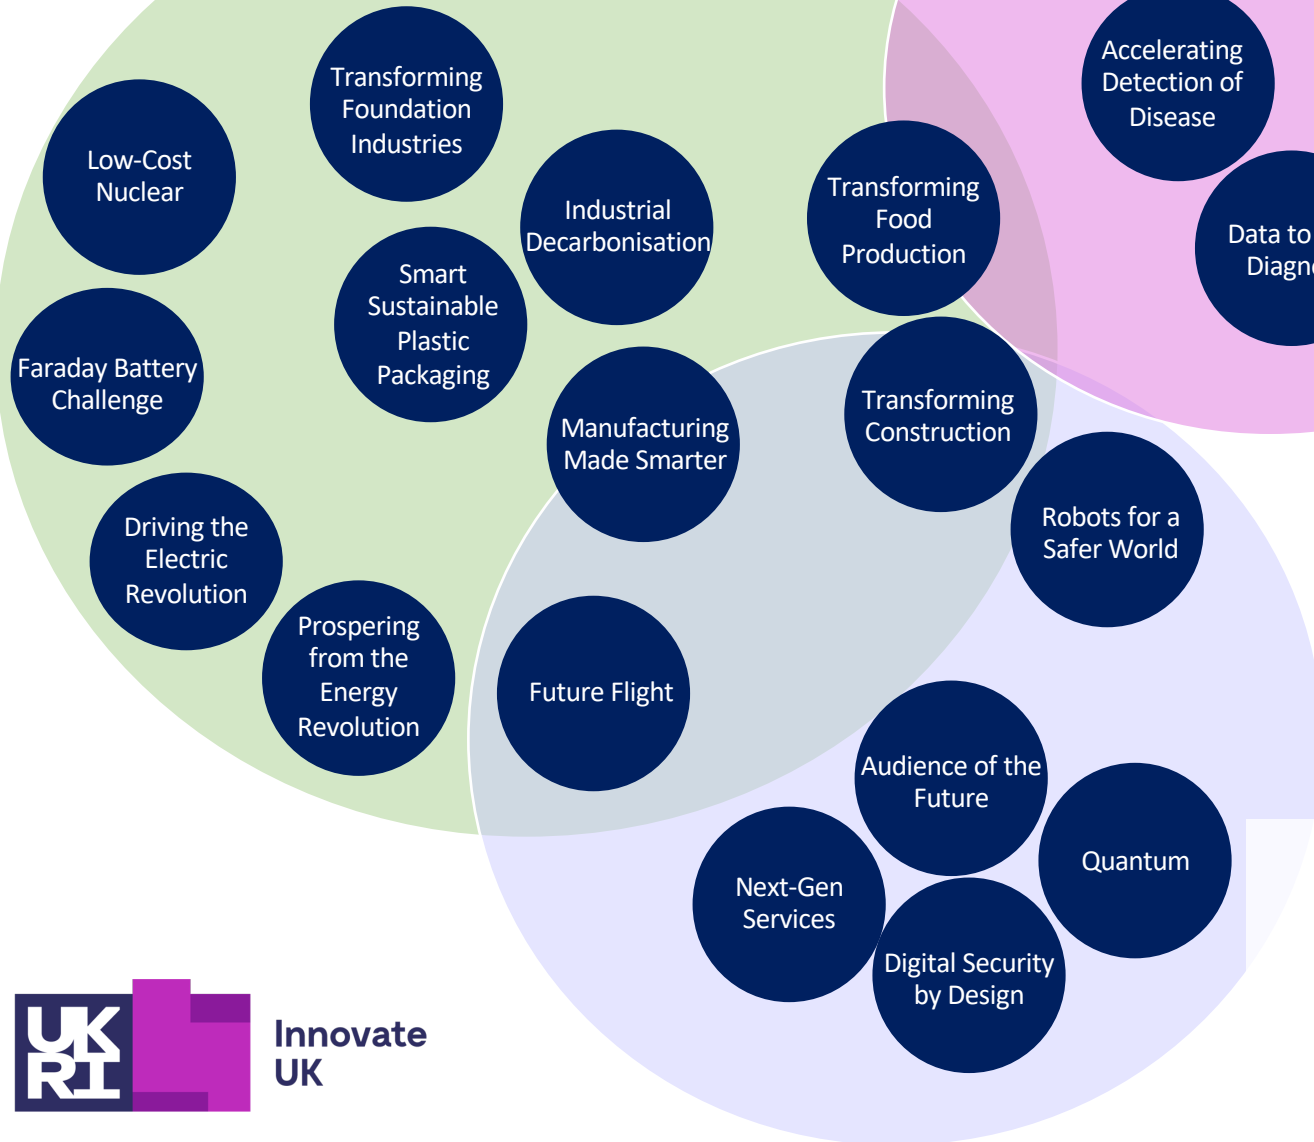 Accelerating
Detection of
Disease
Transforming
Foundation
Industries
Low-Cost
Nuclear
Industrial
Decarbonisation
Transforming
Food
Production
Data to
Smart
Sustainable
Plastic
Packaging
Faraday Battery
Challenge
Manufacturing
Made Smarter
Transforming
Construction
Robots for a
Safer World
Driving the
Electric
Revolution
Prospering
from the
Energy
Revolution
Future Flight
Audience of the
Future
Quantum
Next-Gen
Services
Digital Security
by Design
UK
RI
Innovate
UK